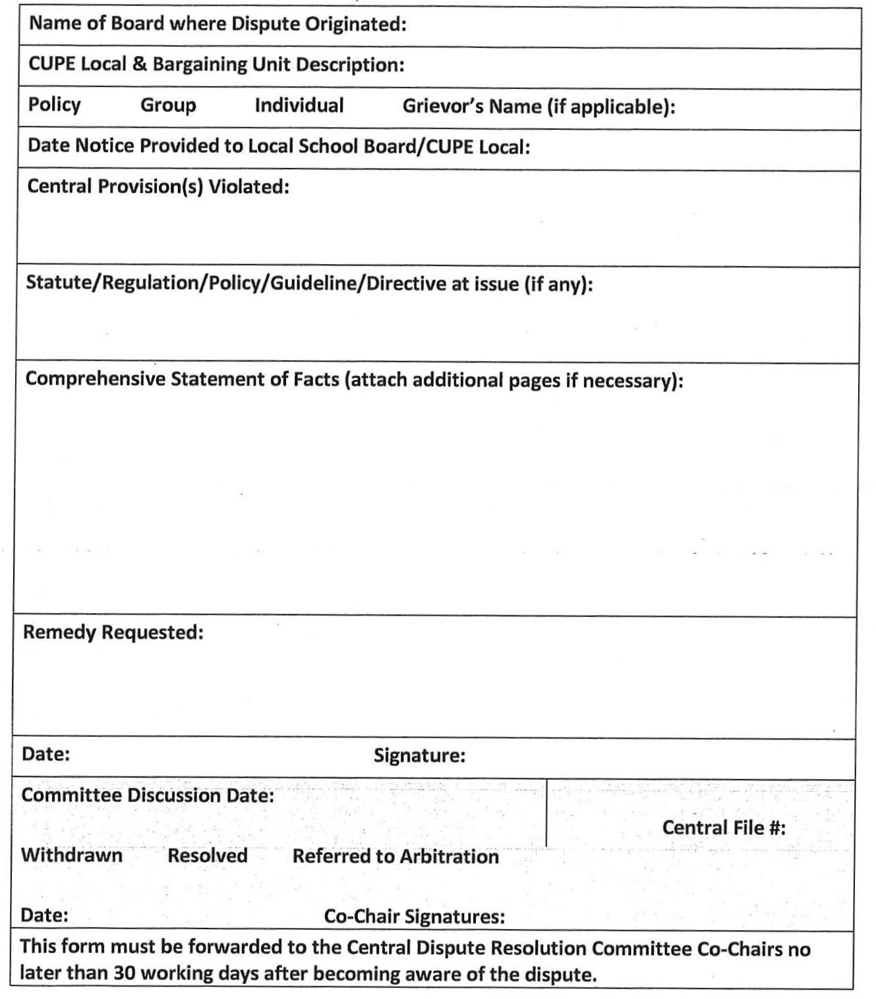 Name of Board where Dispute Originated:
CUPE Local & Bargaining Unit Description:
Policy Group Individual Grievor's Name (if applicable):
Date Notice Provided to Local School Board/CUPE Local:
Central Provision(s) Violated:
Statute/Regulation/Policy/Guideline/Directive at issue (if any):
Comprehensive Statement of Facts (attach additional pages if necessary):
Remedy Requested:
Date: Signature:
Committee Discussion Date:
Central File #:
Withdrawn Resolved Referred to Arbitration
Date: Co-Chair Signatures:
This form must be forwarded to the Central Dispute Resolution Committee Co-Chairs no
later than 30 working days after becoming aware of the dispute.